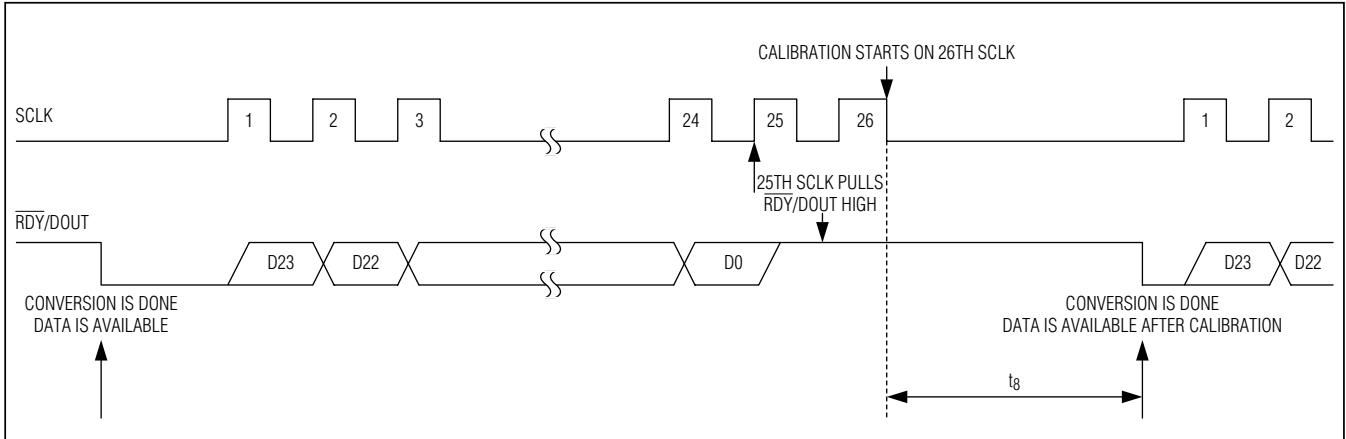 CALIBRATION STARTS ON 26TH SCLK
SCLK
1
2
3
24
25
26
1
2
25TH SCLK PULLS
RDY/DOUT HIGH
RDY/DOUT
D23
D22
D0
D23
D22
CONVERSION IS DONE
DATA IS AVAILABLE
CONVERSION IS DONE
DATA IS AVAILABLE AFTER CALIBRATION
t8